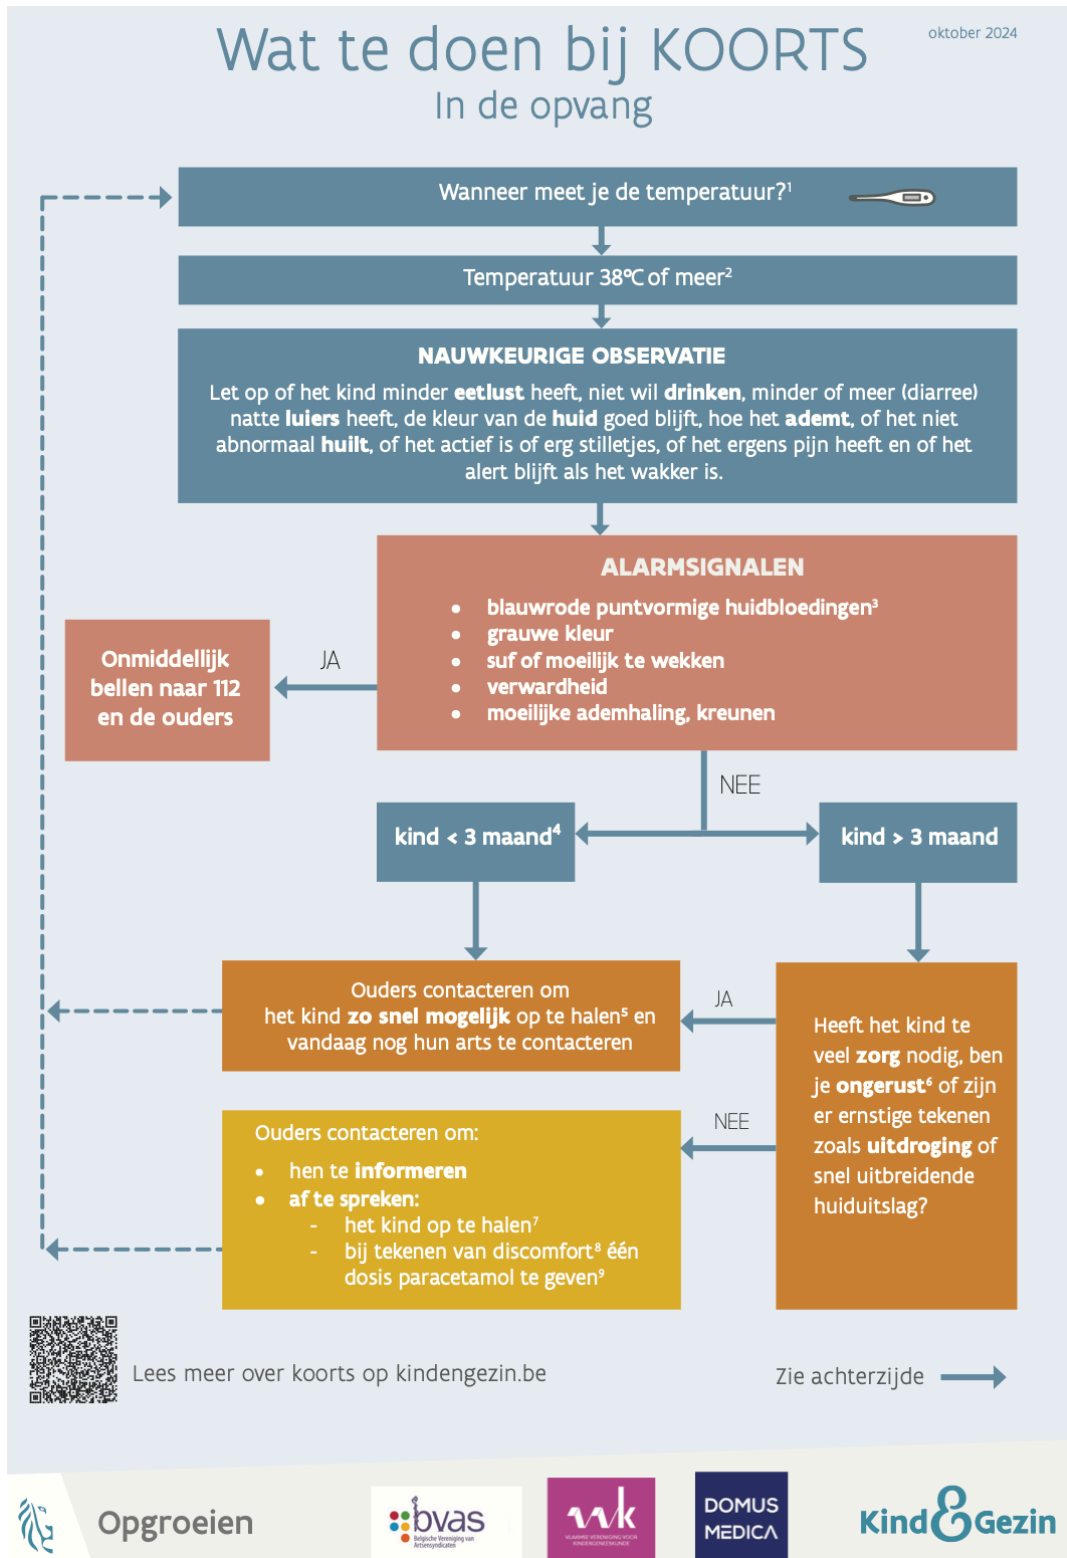 oktober 2024
Wat te doen bij KOORTS
In de opvang
Wanneer meet je de temperatuur?¹
Temperatuur 38°C of meer²
NAUWKEURIGE OBSERVATIE
Let op of het kind minder eetlust heeft, niet wil drinken, minder of meer (diarree)
natte luiers heeft, de kleur van de huid goed blijft, hoe het ademt, of het niet
abnormaal huilt, of het actief is of erg stilletjes, of het ergens pijn heeft en of het
alert blijft als het wakker is.
ALARMSIGNALEN
• blauwrode puntvormige huidbloedingen³
• grauwe kleur
• suf of moeilijk te wekken
• verwardheid
• moeilijke ademhaling, kreunen
JA
Onmiddellijk
bellen naar 112
en de ouders
NEE
kind < 3 maand⁴
kind > 3 maand
Ouders contacteren om
het kind zo snel mogelijk op te halen⁵ en
vandaag nog hun arts te contacteren
JA
Heeft het kind te
veel zorg nodig, ben
je ongerust⁶ of zijn
er ernstige tekenen
zoals uitdroging of
snel uitbreidende
huiduitslag?
NEE
Ouders contacteren om:
• hen te informeren
• af te spreken:
- het kind op te halen⁷
- bij tekenen van discomfort⁸ één
dosis paracetamol te geven⁹
Lees meer over koorts op kindengezin.be
Zie achterzijde
Opgroeien
bvas
Belgische Vereniging van
Artsensyndicaten
vvk
VLAAMSE VERENIGING VOOR
KINDERGENEESKUNDE
DOMUS
MEDICA
Kind&Gezin